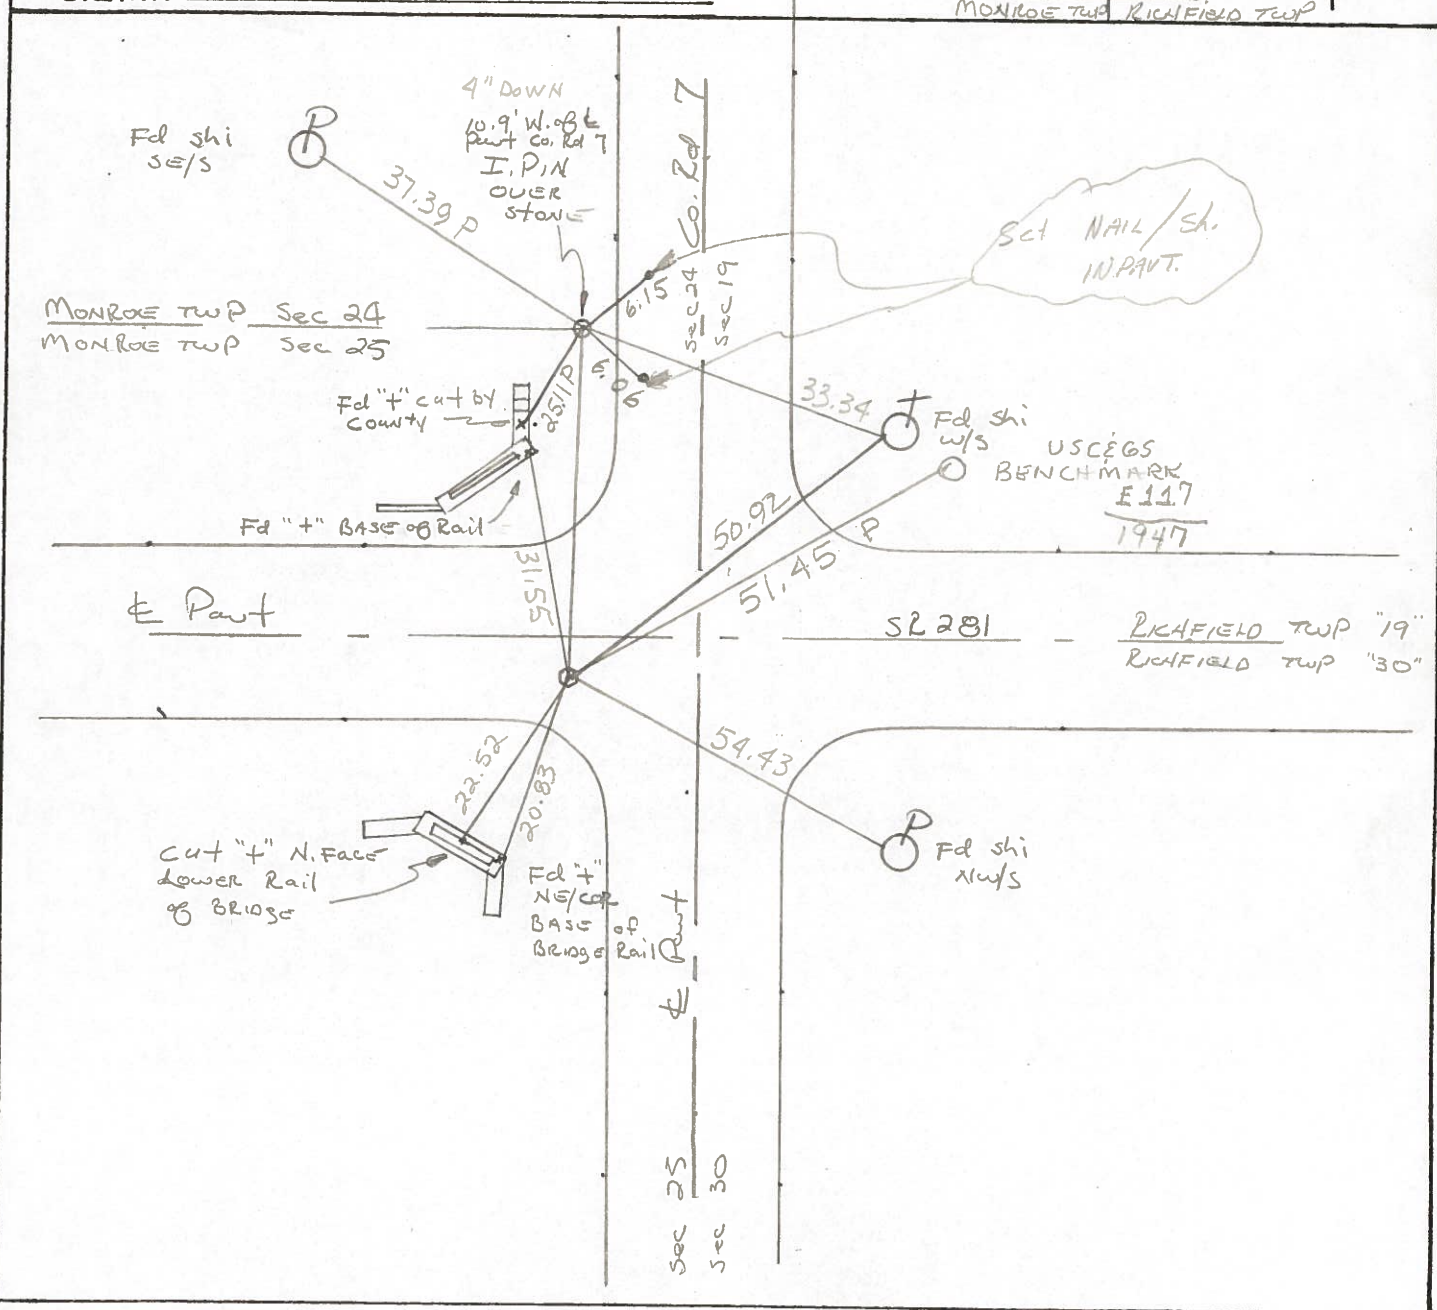 MONROE TWP RICHFIELD TWP
4" DOWN
10.9' W. of ℄
Pavt Co. Rd 7
I. PIN
OVER
STONE
Fd shi
SE/S
P
37.39 P
Co. Rd 7
Set NAIL/Sh.
IN PAVT.
6.15
Sec 24
Sec 19
MONROE TWP Sec 24
MONROE TWP Sec 25
6.06
25.11 P
Fd "+" cut by
County
33.34
T
Fd shi
W/S
USC&GS
BENCHMARK
E 117
1947
Fd "+" BASE of Rail
50.92
51.45 P
31.55
℄ Pavt
SR 281
RICHFIELD TWP "19"
RICHFIELD TWP "30"
22.52
20.83
54.43
P
Fd shi
NW/S
Cut "+" N. Face
Lower Rail
of BRIDGE
Fd "+"
NE/COR
BASE of
BRIDGE Rail
℄ Pavt
Sec 25
Sec 30